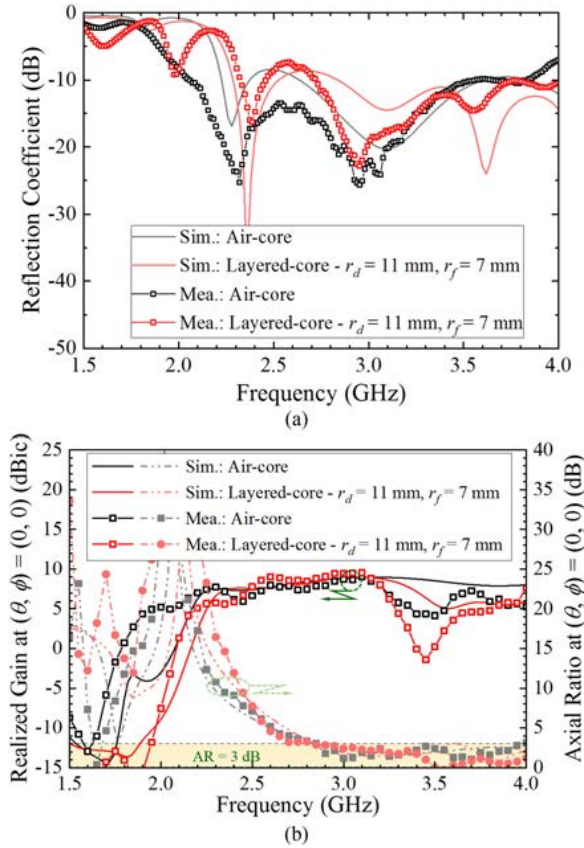 0
-10
-20
-30
-40
-50
Reflection Coefficient (dB)
Sim.: Air-core
Sim.: Layered-core - r_d = 11 mm, r_f = 7 mm
Mea.: Air-core
Mea.: Layered-core - r_d = 11 mm, r_f = 7 mm
1.5 2.0 2.5 3.0 3.5 4.0
Frequency (GHz)
(a)
25
20
15
10
5
0
-5
-10
-15
Realized Gain at (θ, ϕ) = (0, 0) (dBic)
Sim.: Air-core
Sim.: Layered-core - r_d = 11 mm, r_f = 7 mm
Mea.: Air-core
Mea.: Layered-core - r_d = 11 mm, r_f = 7 mm
AR = 3 dB
40
35
30
25
20
15
10
5
0
Axial Ratio at (θ, ϕ) = (0, 0) (dB)
1.5 2.0 2.5 3.0 3.5 4.0
Frequency (GHz)
(b)